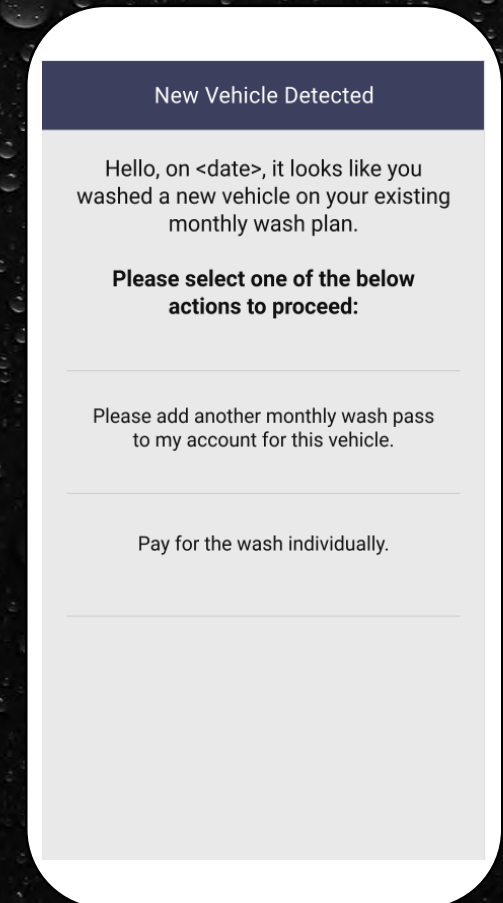 New Vehicle Detected
Hello, on <date>, it looks like you
washed a new vehicle on your existing
monthly wash plan.
Please select one of the below
actions to proceed:
Please add another monthly wash pass
to my account for this vehicle.
Pay for the wash individually.